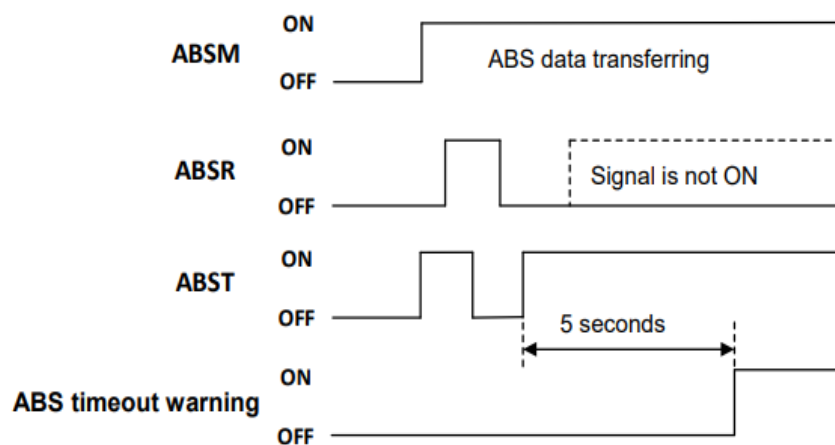 ON
ABSM
ABS data transferring
OFF
ON
ABSR
Signal is not ON
OFF
ON
ABST
OFF
5 seconds
ON
ABS timeout warning
OFF